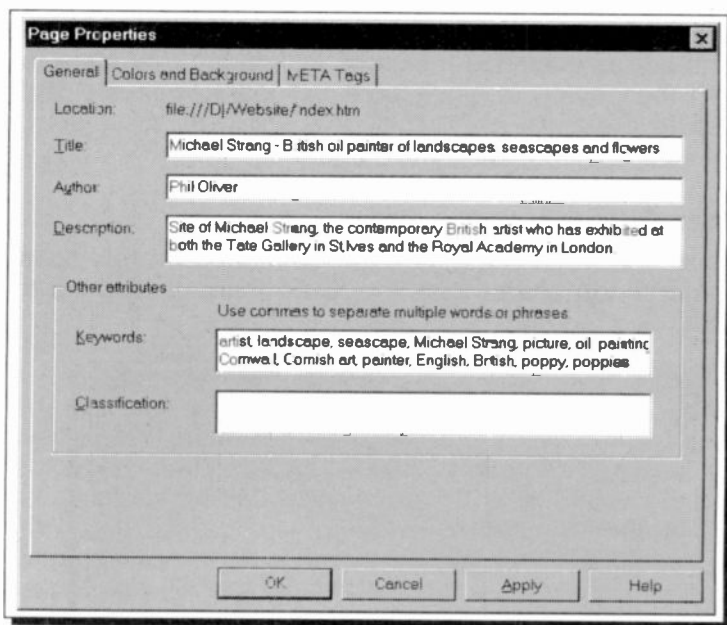 Page Properties
General Colors and Background META Tags
Location: file:///D|/Website/index.htm
Title: Michael Strang - British oil painter of landscapes, seascapes and flowers
Author: Phil Oliver
Description: Site of Michael Strang, the contemporary British artist who has exhibited at
both the Tate Gallery in St.Ives and the Royal Academy in London
Other attributes
Use commas to separate multiple words or phrases
Keywords: artist, landscape, seascape, Michael Strang, picture, oil painting
Cornwall, Cornish art, painter, English, British, poppy, poppies
Classification:
OK Cancel Apply Help